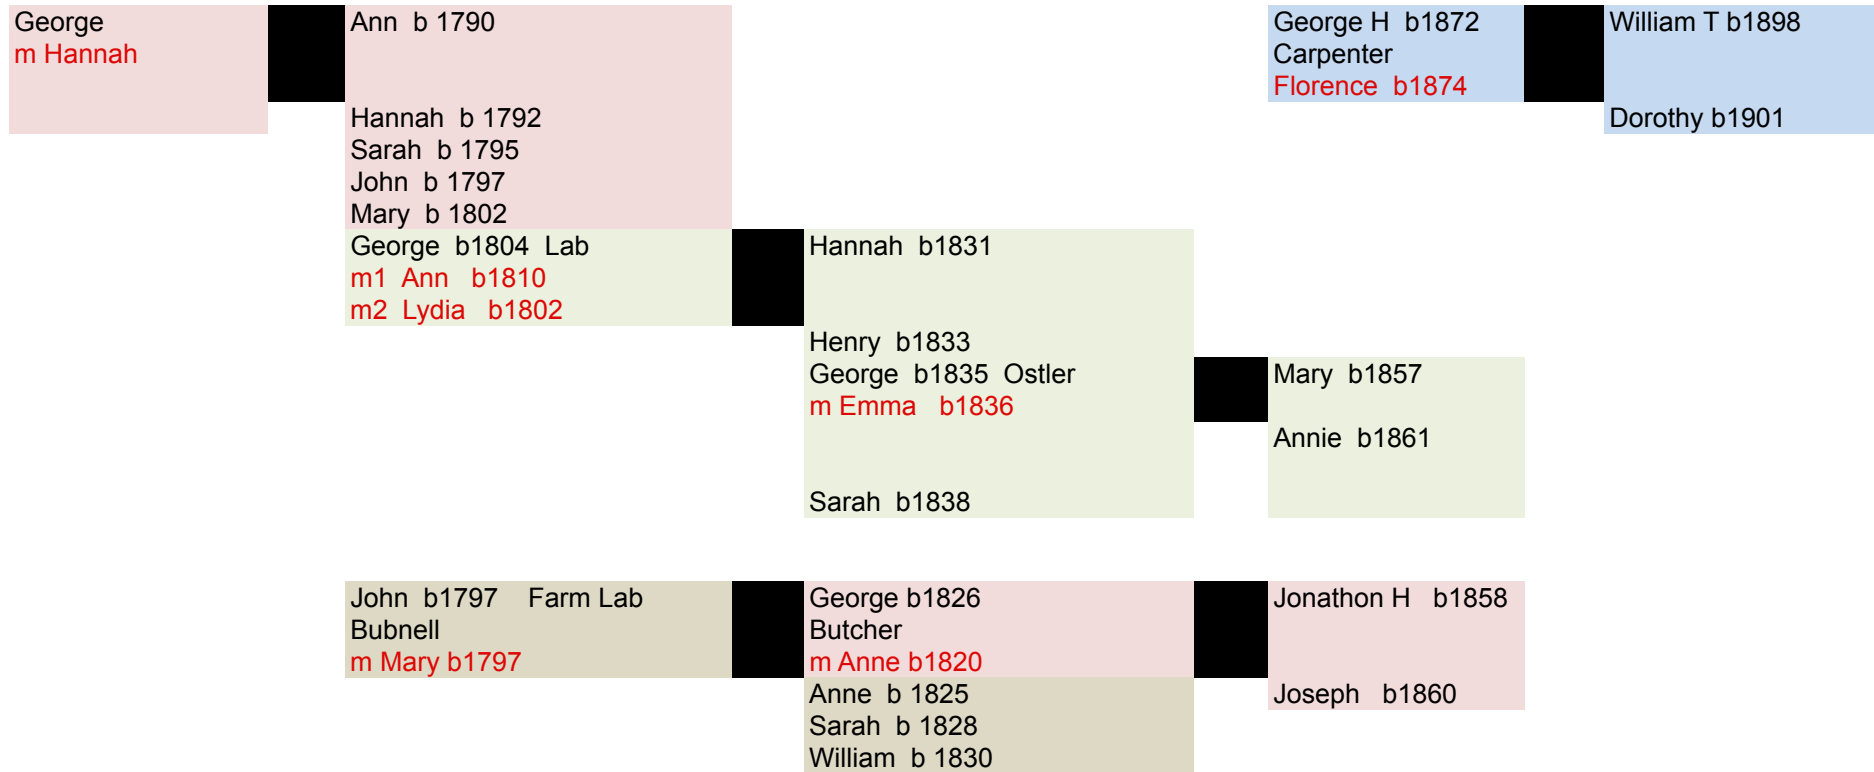 George
m Hannah
Ann b 1790
Hannah b 1792
Sarah b 1795
John b 1797
Mary b 1802
George b1804 Lab
m1 Ann b1810
m2 Lydia b1802
Hannah b1831
Henry b1833
George b1835 Ostler
m Emma b1836
Sarah b1838
Mary b1857
Annie b1861
George H b1872
Carpenter
Florence b1874
William T b1898
Dorothy b1901
John b1797 Farm Lab
Bubnell
m Mary b1797
George b1826
Butcher
m Anne b1820
Anne b 1825
Sarah b 1828
William b 1830
Jonathon H b1858
Joseph b1860